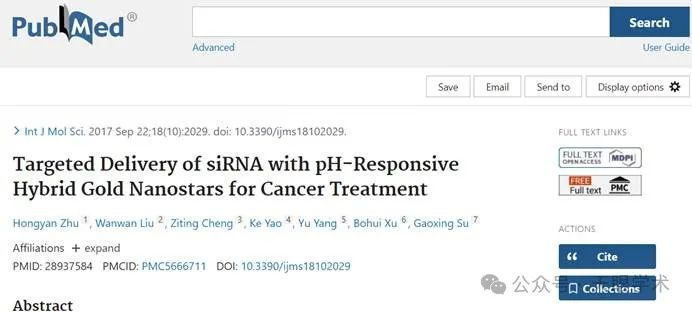 PubMed®
Search
Advanced
User Guide
Save
Email
Send to
Display options
Int J Mol Sci. 2017 Sep 22;18(10):2029. doi: 10.3390/ijms18102029.
Targeted Delivery of siRNA with pH-Responsive
Hybrid Gold Nanostars for Cancer Treatment
Hongyan Zhu 1, Wanwan Liu 2, Ziting Cheng 3, Ke Yao 4, Yu Yang 5, Bohui Xu 6, Gaoxing Su 7
Affiliations + expand
PMID: 28937584 PMCID: PMC5666711 DOI: 10.3390/ijms18102029
Abstract
FULL TEXT LINKS
FULL TEXT
OPEN ACCESS
MDPI
FREE
Full text
PMC
ACTIONS
Cite
Collections
公众号
学术